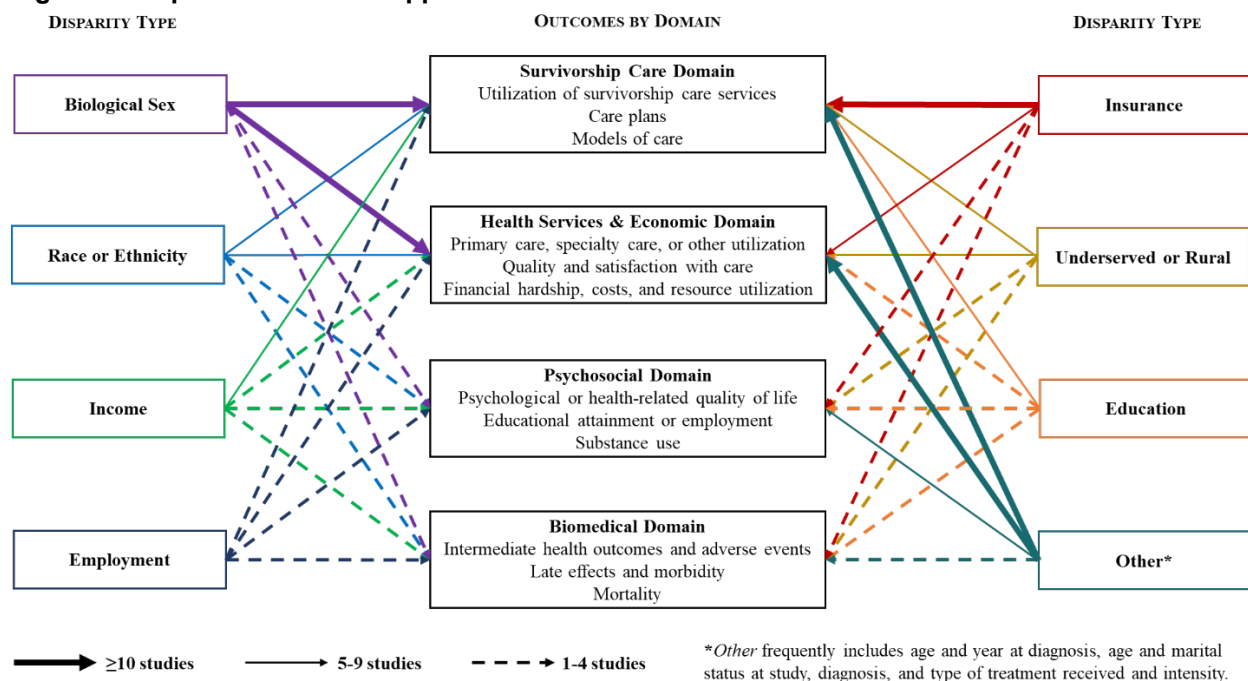 DISPARITY TYPE
OUTCOMES BY DOMAIN
DISPARITY TYPE
Biological Sex
Survivorship Care Domain
Utilization of survivorship care services
Care plans
Models of care
Insurance
Race or Ethnicity
Health Services & Economic Domain
Primary care, specialty care, or other utilization
Quality and satisfaction with care
Financial hardship, costs, and resource utilization
Underserved or Rural
Income
Psychosocial Domain
Psychological or health-related quality of life
Educational attainment or employment
Substance use
Education
Employment
Biomedical Domain
Intermediate health outcomes and adverse events
Late effects and morbidity
Mortality
Other*
≥10 studies
5-9 studies
1-4 studies
*Other frequently includes age and year at diagnosis, age and marital
status at study, diagnosis, and type of treatment received and intensity.